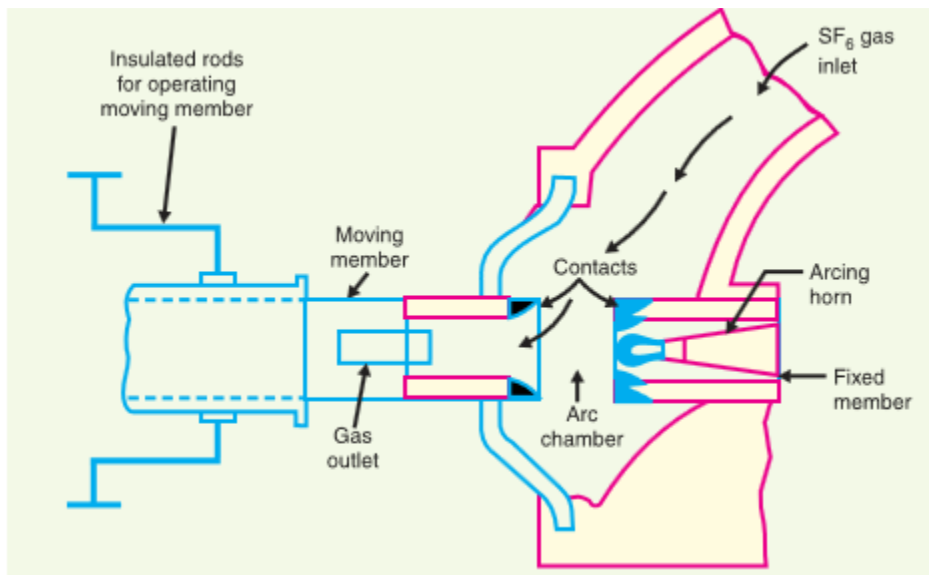 Insulated rods
for operating
moving member
SF₆ gas
inlet
Moving
member
Contacts
Arcing
horn
Gas
outlet
Arc
chamber
Fixed
member